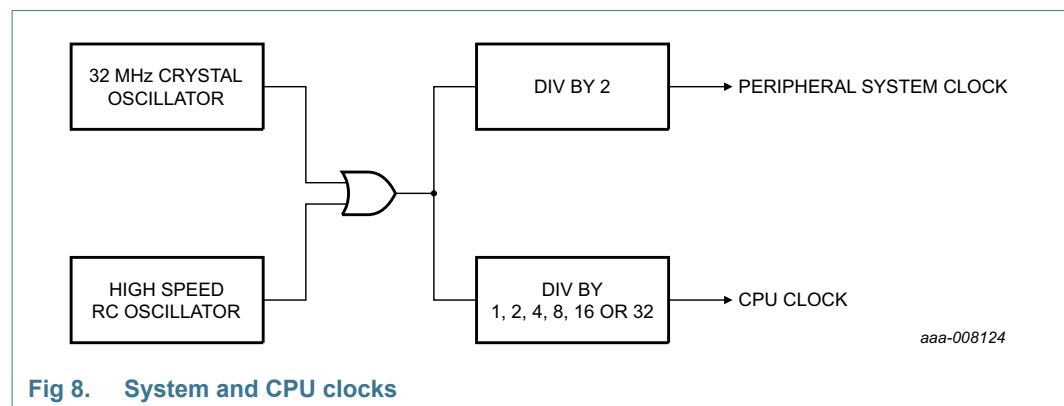 32 MHz CRYSTAL
OSCILLATOR
DIV BY 2
PERIPHERAL SYSTEM CLOCK
HIGH SPEED
RC OSCILLATOR
DIV BY
1, 2, 4, 8, 16 OR 32
CPU CLOCK
aaa-008124
Fig 8. System and CPU clocks